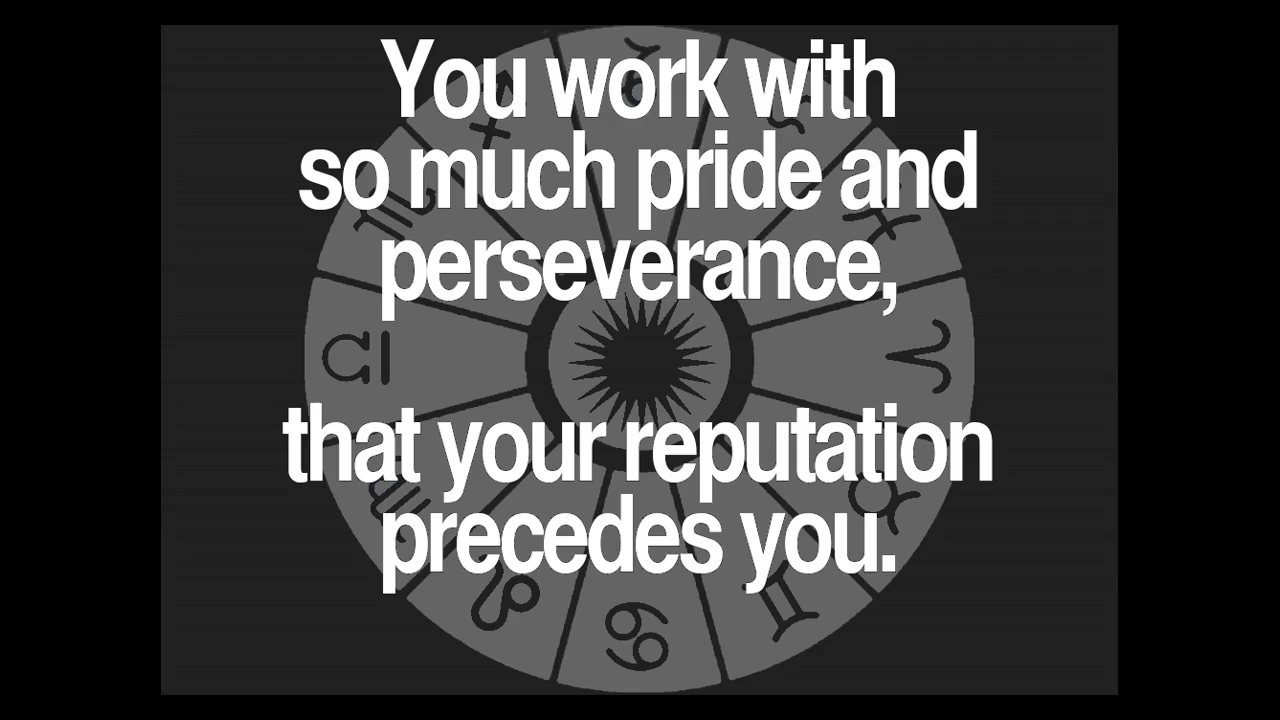 You work with
so much pride and
perseverance,
that your reputation
precedes you.